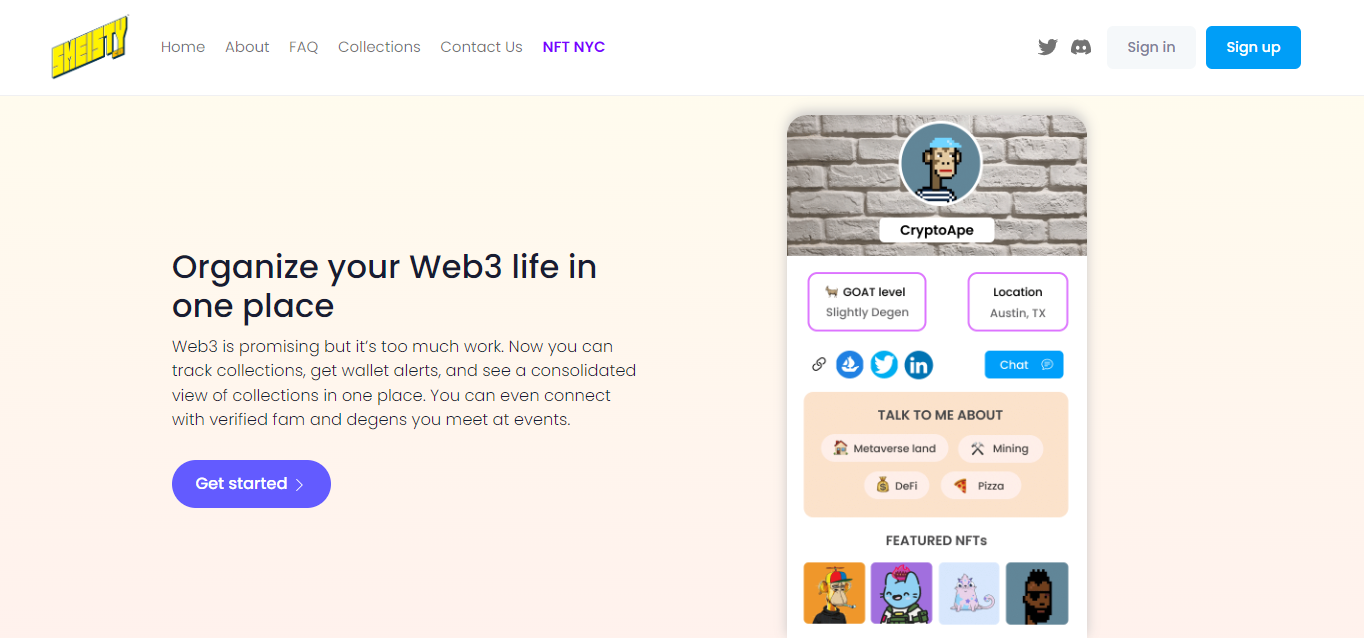 SMEISTY
Home About FAQ Collections Contact Us NFT NYC
Sign in
Sign up
Organize your Web3 life in
one place
Web3 is promising but it’s too much work. Now you can
track collections, get wallet alerts, and see a consolidated
view of collections in one place. You can even connect
with verified fam and degens you meet at events.
Get started
CryptoApe
GOAT level
Slightly Degen
Location
Austin, TX
in
Chat
TALK TO ME ABOUT
Metaverse land
Mining
DeFi
Pizza
FEATURED NFTs